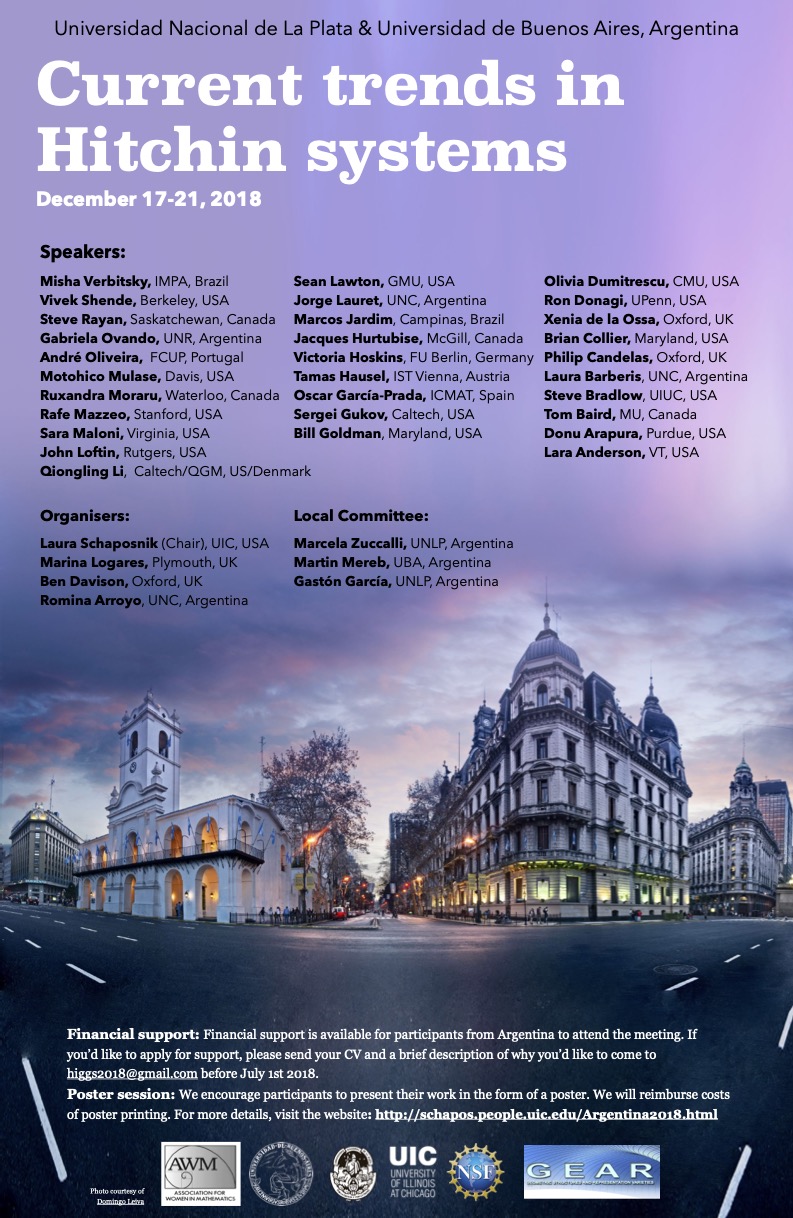 Universidad Nacional de La Plata & Universidad de Buenos Aires, Argentina
Current trends in
Hitchin systems
December 17-21, 2018
Speakers:
Misha Verbitsky, IMPA, Brazil
Vivek Shende, Berkeley, USA
Steve Rayan, Saskatchewan, Canada
Gabriela Ovando, UNR, Argentina
André Oliveira, FCUP, Portugal
Motohico Mulase, Davis, USA
Ruxandra Moraru, Waterloo, Canada
Rafe Mazzeo, Stanford, USA
Sara Maloni, Virginia, USA
John Loftin, Rutgers, USA
Qiongling Li, Caltech/QGM, US/Denmark
Sean Lawton, GMU, USA
Jorge Lauret, UNC, Argentina
Marcos Jardim, Campinas, Brazil
Jacques Hurtubise, McGill, Canada
Victoria Hoskins, FU Berlin, Germany
Tamas Hausel, IST Vienna, Austria
Oscar García-Prada, ICMAT, Spain
Sergei Gukov, Caltech, USA
Bill Goldman, Maryland, USA
Olivia Dumitrescu, CMU, USA
Ron Donagi, UPenn, USA
Xenia de la Ossa, Oxford, UK
Brian Collier, Maryland, USA
Philip Candelas, Oxford, UK
Laura Barberis, UNC, Argentina
Steve Bradlow, UIUC, USA
Tom Baird, MU, Canada
Donu Arapura, Purdue, USA
Lara Anderson, VT, USA
Organisers:
Laura Schaposnik (Chair), UIC, USA
Marina Logares, Plymouth, UK
Ben Davison, Oxford, UK
Romina Arroyo, UNC, Argentina
Local Committee:
Marcela Zuccalli, UNLP, Argentina
Martin Mereb, UBA, Argentina
Gastón García, UNLP, Argentina
Financial support: Financial support is available for participants from Argentina to attend the meeting. If
you'd like to apply for support, please send your CV and a brief description of why you'd like to come to
higgs2018@gmail.com before July 1st 2018.
Poster session: We encourage participants to present their work in the form of a poster. We will reimburse costs
of poster printing. For more details, visit the website: http://schapos.people.uic.edu/Argentina2018.html
Photo courtesy of
Domingo Leiva
AWM
ASSOCIATION FOR
WOMEN IN MATHEMATICS
UIC
UNIVERSITY
OF ILLINOIS
AT CHICAGO
NSF
GEAR
GEOMETRIC STRUCTURES AND REPRESENTATION VARIETIES